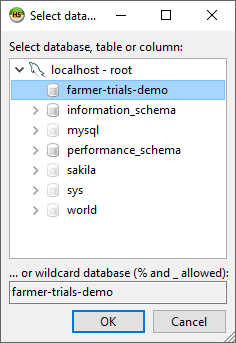 HS
Select data...
Select database, table or column:
localhost - root
farmer-trials-demo
information_schema
mysql
performance_schema
sakila
sys
world
... or wildcard database (% and _ allowed):
farmer-trials-demo
OK
Cancel